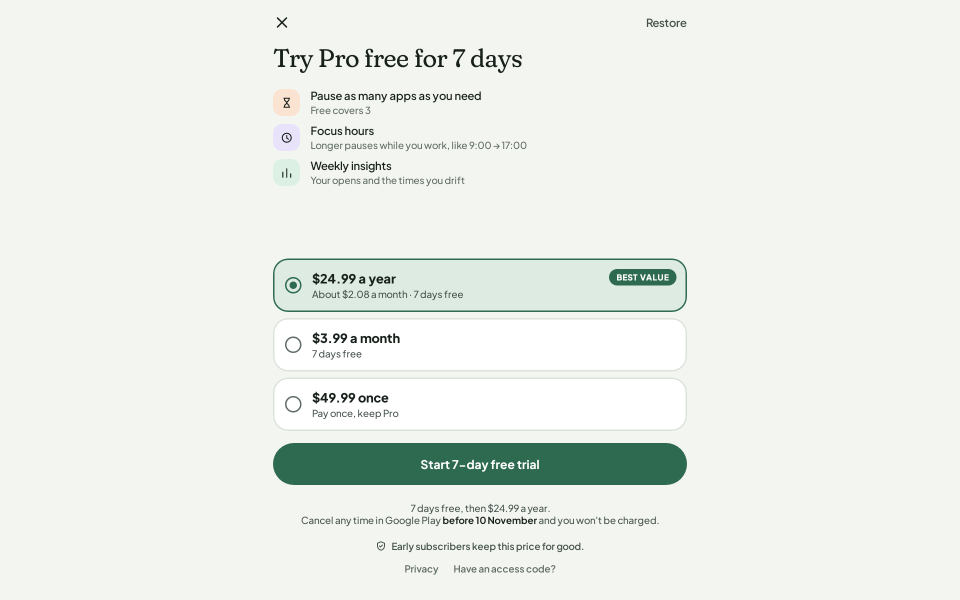 Restore
Try Pro free for 7 days
Pause as many apps as you need
Free covers 3
Focus hours
Longer pauses while you work, like 9:00 → 17:00
Weekly insights
Your opens and the times you drift
$24.99 a year
BEST VALUE
About $2.08 a month · 7 days free
$3.99 a month
7 days free
$49.99 once
Pay once, keep Pro
Start 7-day free trial
7 days free, then $24.99 a year.
Cancel any time in Google Play before 10 November and you won't be charged.
Early subscribers keep this price for good.
Privacy Have an access code?